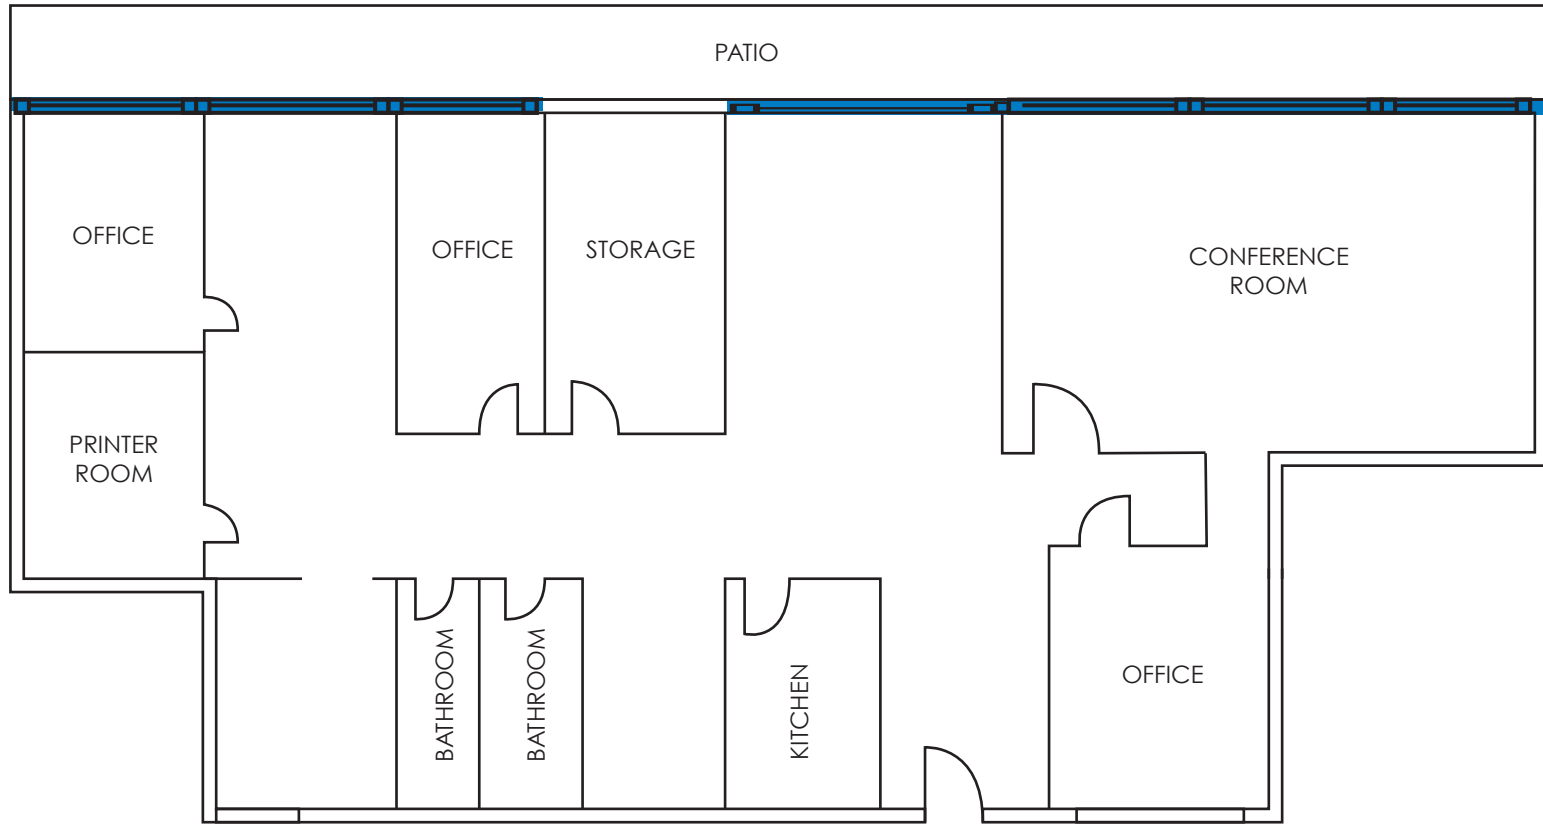 PATIO
OFFICE
OFFICE
STORAGE
CONFERENCE
ROOM
PRINTER
ROOM
BATHROOM
BATHROOM
KITCHEN
OFFICE